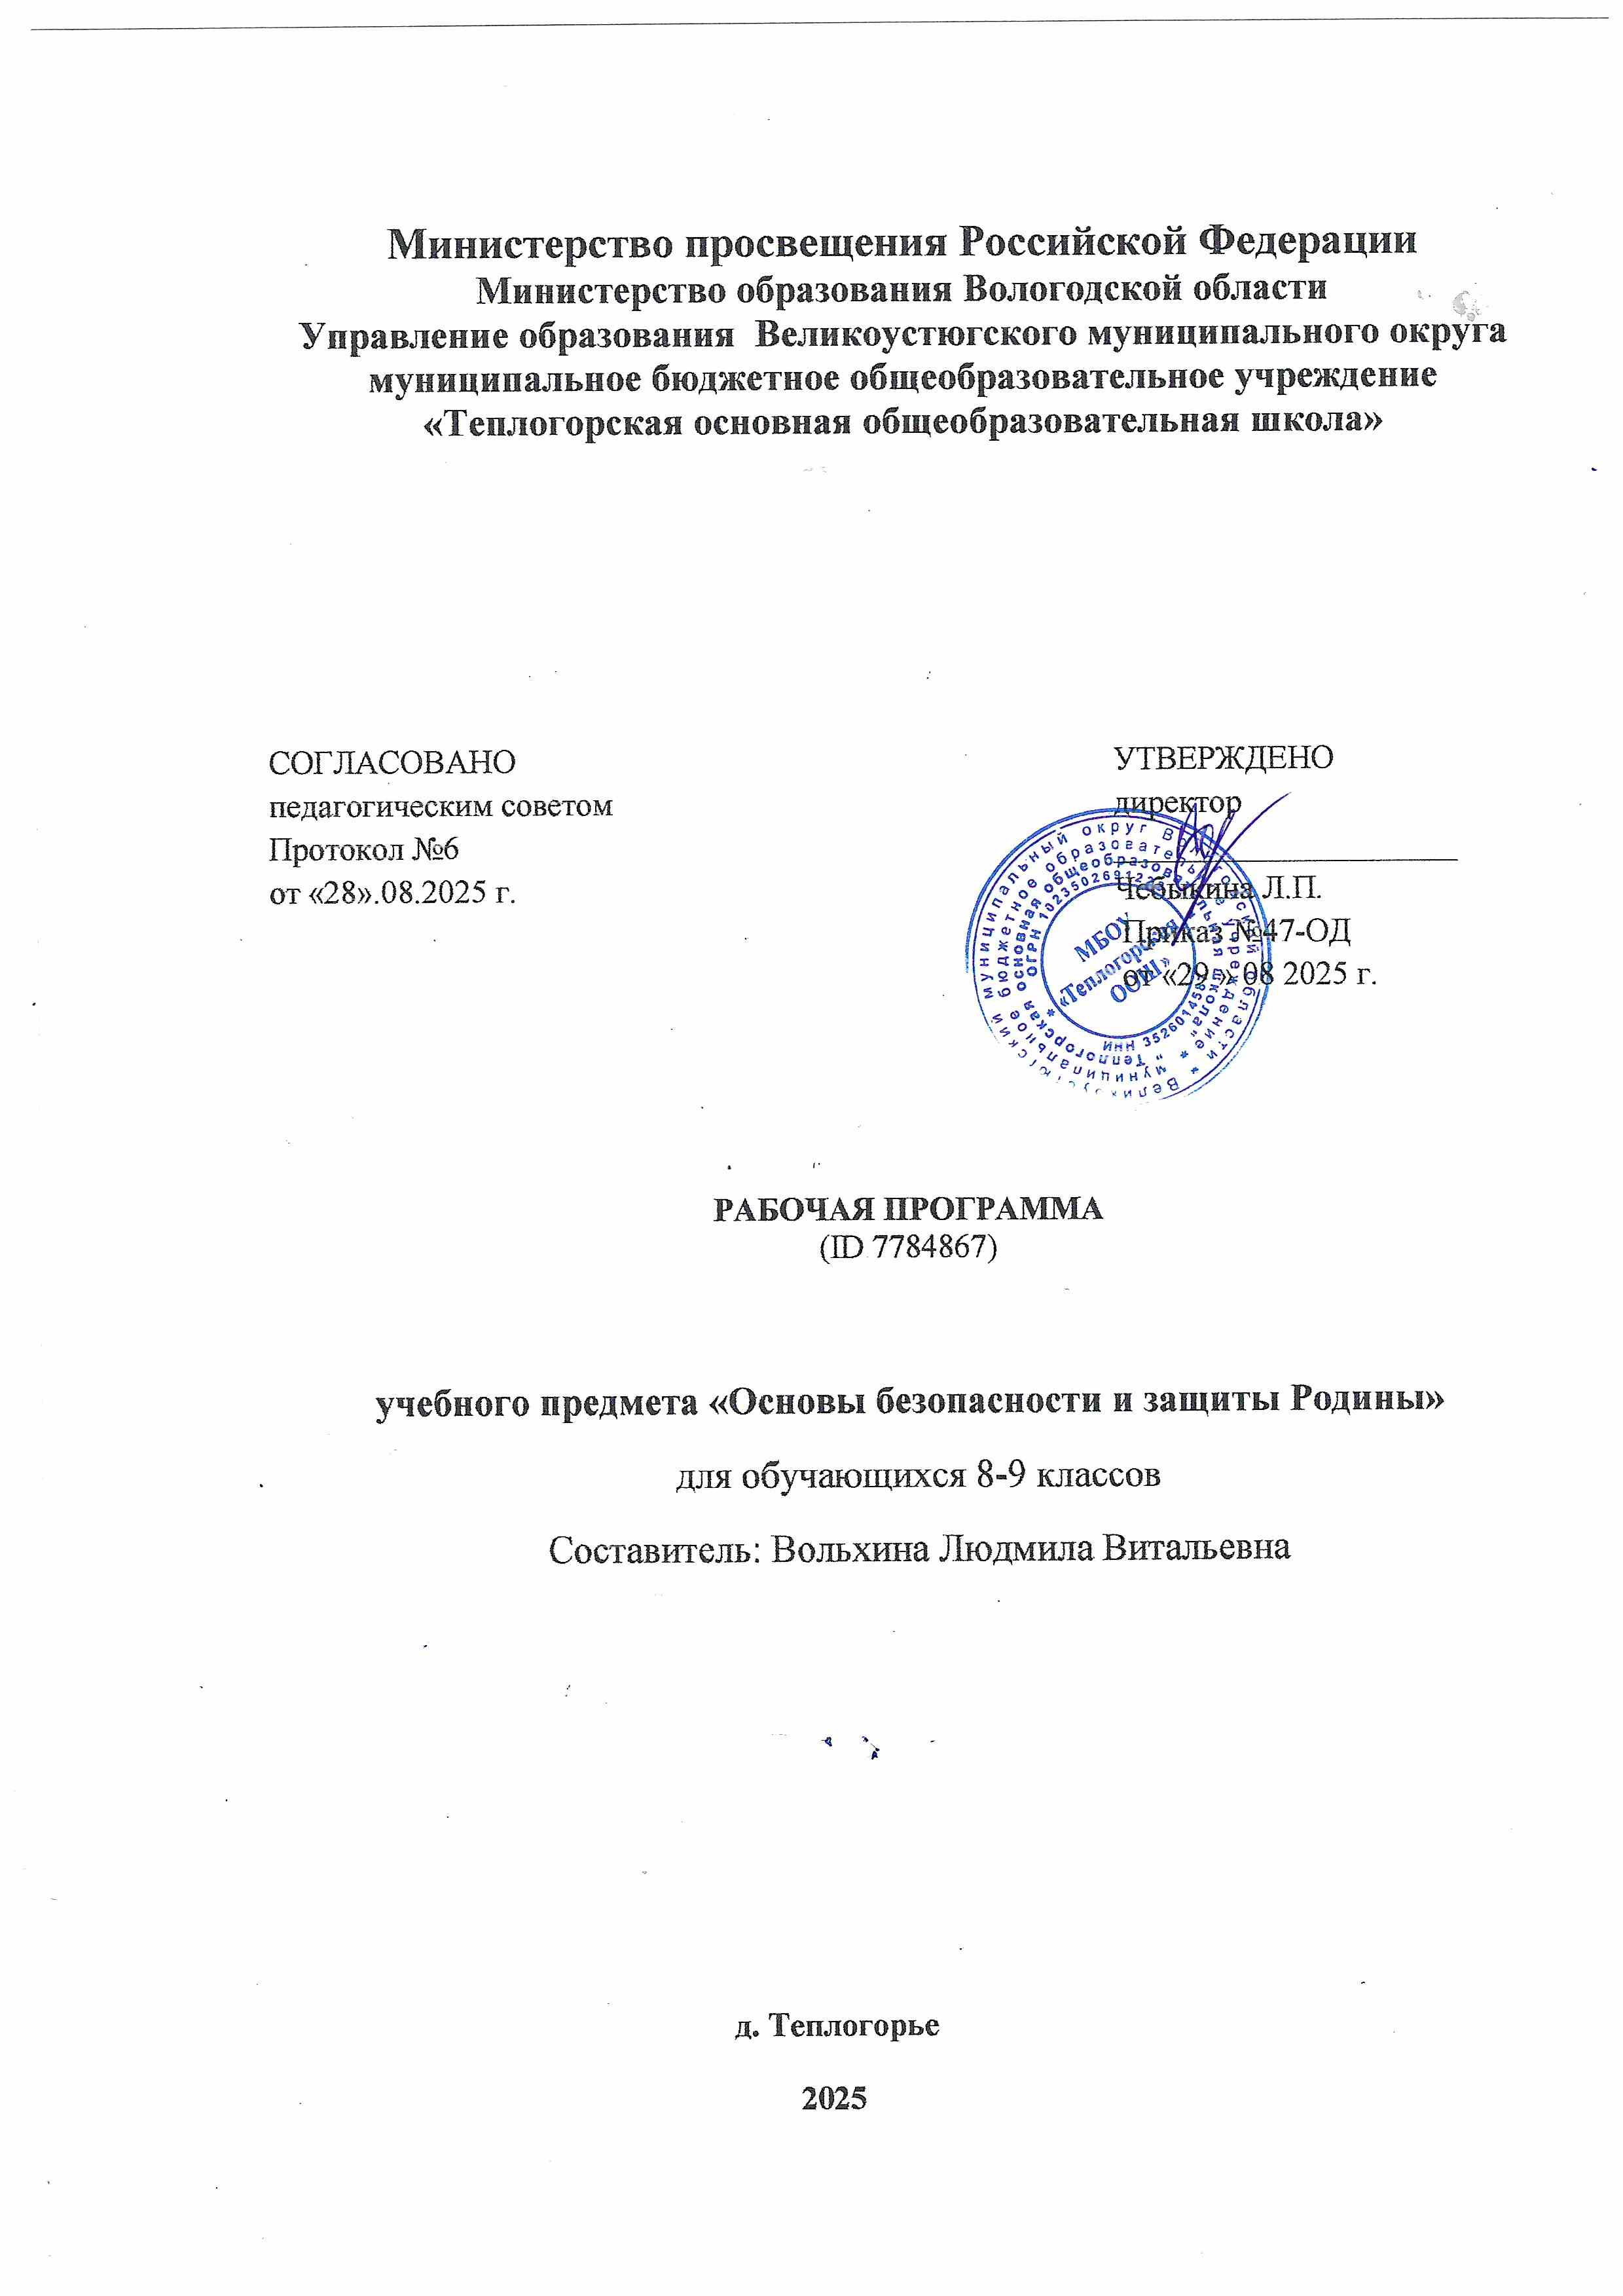 Министерство просвещения Российской Федерации
Министерство образования Вологодской области
Управление образования Великоустюгского муниципального округа
муниципальное бюджетное общеобразовательное учреждение
«Теплогорская основная общеобразовательная школа»
СОГЛАСОВАНО
педагогическим советом
Протокол №6
от «28».08.2025 г.
УТВЕРЖДЕНО
директор
Чебыкина Л.П.
Приказ №47-ОД
от «29» 08 2025 г.
МБОУ
«Теплогорская
ООШ»
РАБОЧАЯ ПРОГРАММА
(ID 7784867)
учебного предмета «Основы безопасности и защиты Родины»
для обучающихся 8-9 классов
Составитель: Вольхина Людмила Витальевна
д. Теплогорье
2025